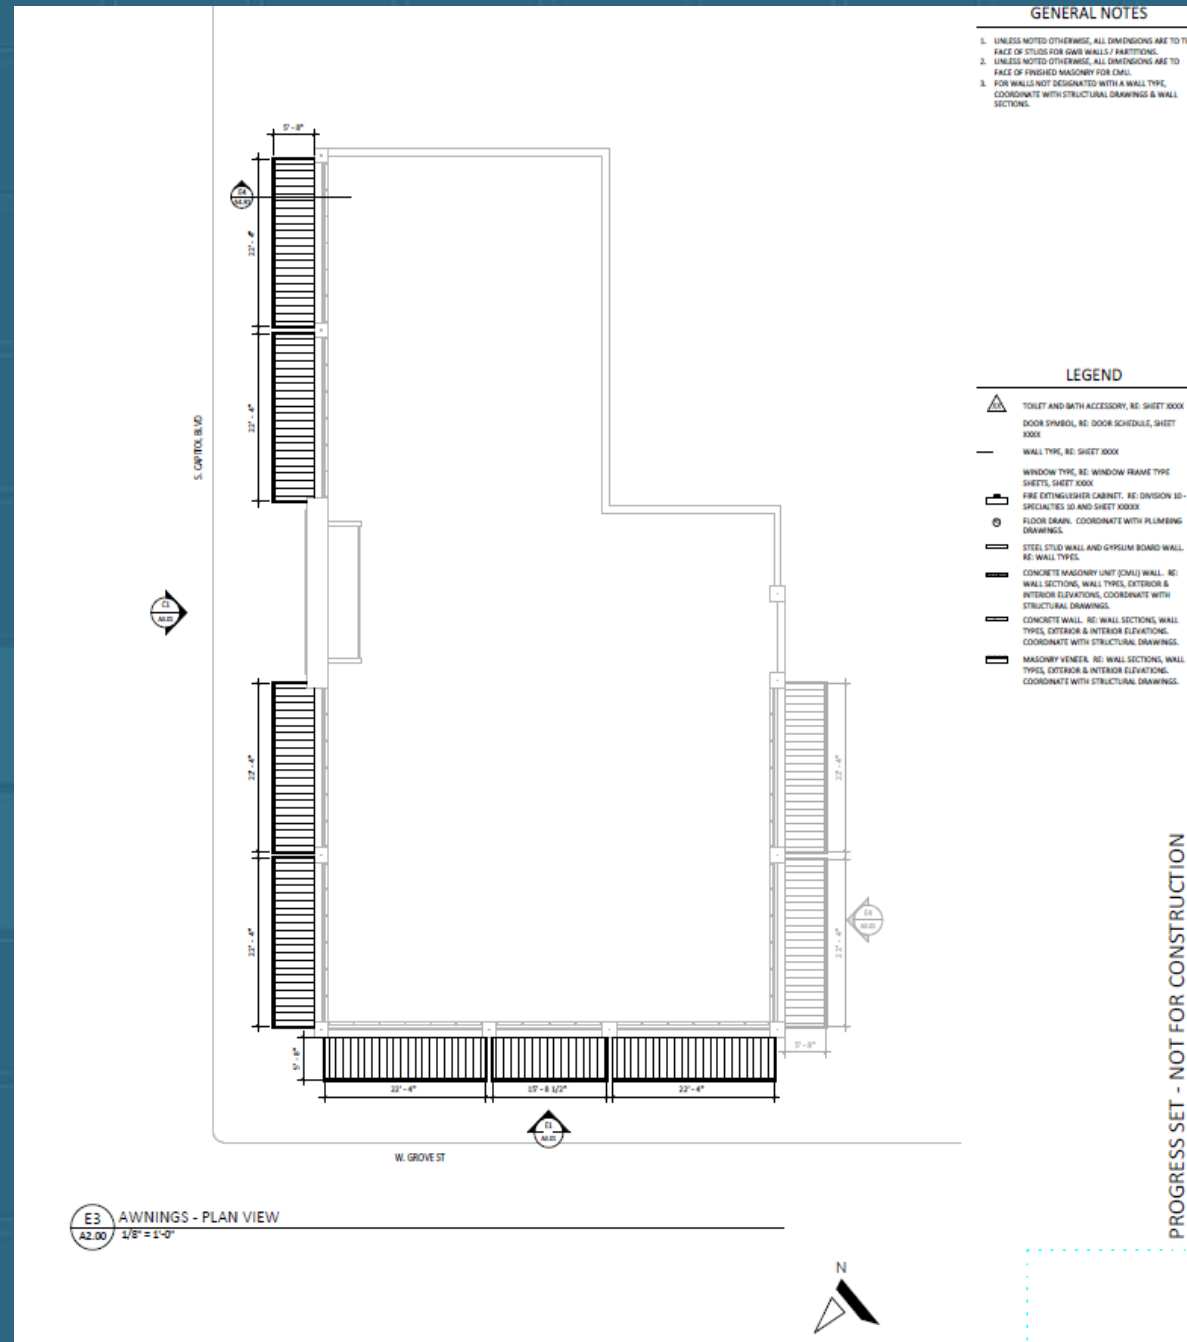 GENERAL NOTES
1. UNLESS NOTED OTHERWISE, ALL DIMENSIONS ARE TO
FACE OF STUDS FOR GWB WALLS / PARTITIONS.
2. UNLESS NOTED OTHERWISE, ALL DIMENSIONS ARE TO
FACE OF FINISHED MASONRY FOR CMU.
3. FOR WALLS NOT DESIGNATED WITH A WALL TYPE,
COORDINATE WITH STRUCTURAL DRAWINGS & WALL
SECTIONS.
5' - 8"
E4
22' - 4"
22' - 4"
S. CAPITOL BLVD
LEGEND
TOILET AND BATH ACCESSORY, RE: SHEET XXXX
DOOR SYMBOL, RE: DOOR SCHEDULE, SHEET
XXXX
WALL TYPE, RE: SHEET XXXX
WINDOW TYPE, RE: WINDOW FRAME TYPE
SHEETS, SHEET XXXX
FIRE EXTINGUISHER CABINET. RE: DIVISION 10 -
SPECIALTIES 10 AND SHEET XXXXX
FLOOR DRAIN. COORDINATE WITH PLUMBING
DRAWINGS.
STEEL STUD WALL AND GYPSUM BOARD WALL.
RE: WALL TYPES.
CONCRETE MASONRY UNIT (CMU) WALL. RE:
WALL SECTIONS, WALL TYPES, EXTERIOR &
INTERIOR ELEVATIONS, COORDINATE WITH
STRUCTURAL DRAWINGS.
CONCRETE WALL. RE: WALL SECTIONS, WALL
TYPES, EXTERIOR & INTERIOR ELEVATIONS.
COORDINATE WITH STRUCTURAL DRAWINGS.
MASONRY VENEER. RE: WALL SECTIONS, WALL
TYPES, EXTERIOR & INTERIOR ELEVATIONS.
COORDINATE WITH STRUCTURAL DRAWINGS.
C1
22' - 4"
22' - 4"
22' - 4"
22' - 4"
E4
5' - 8"
5' - 8"
22' - 4"
15' - 8 1/2"
22' - 4"
E1
W. GROVE ST
PROGRESS SET - NOT FOR CONSTRUCTION
E3
A2.00
AWNINGS - PLAN VIEW
1/8" = 1'-0"
N